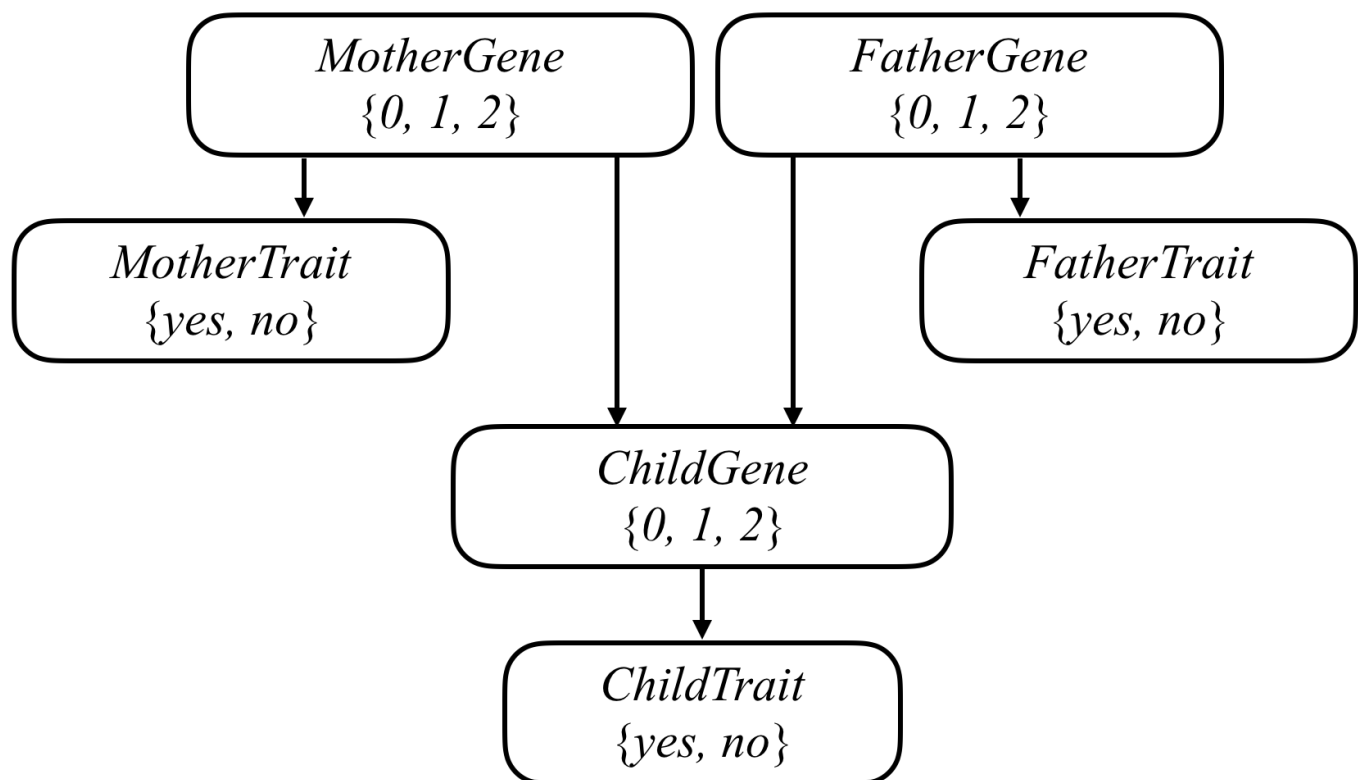 MotherGene
{0, 1, 2}
FatherGene
{0, 1, 2}
MotherTrait
{yes, no}
FatherTrait
{yes, no}
ChildGene
{0, 1, 2}
ChildTrait
{yes, no}